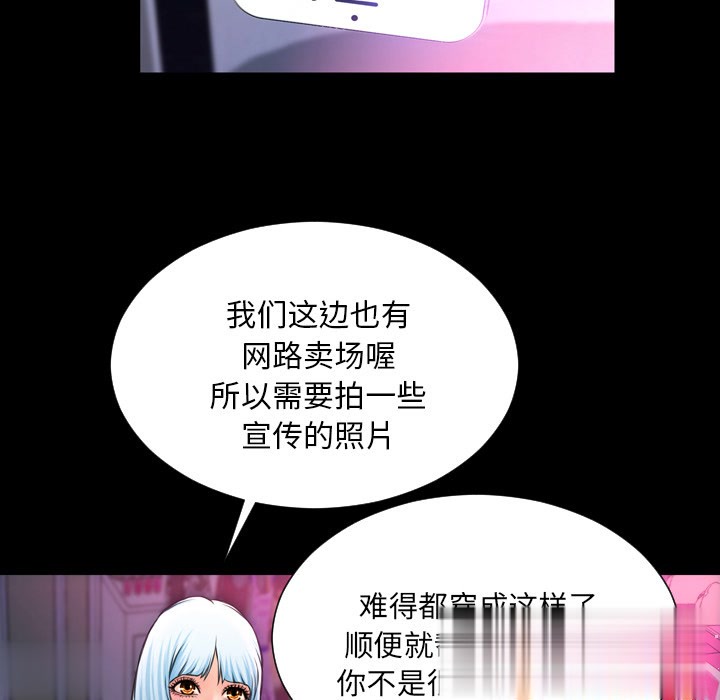 我们这边也有
网路卖场喔
所以需要拍一些
宣传的照片
难得都穿成这样了
顺便就
你不是很